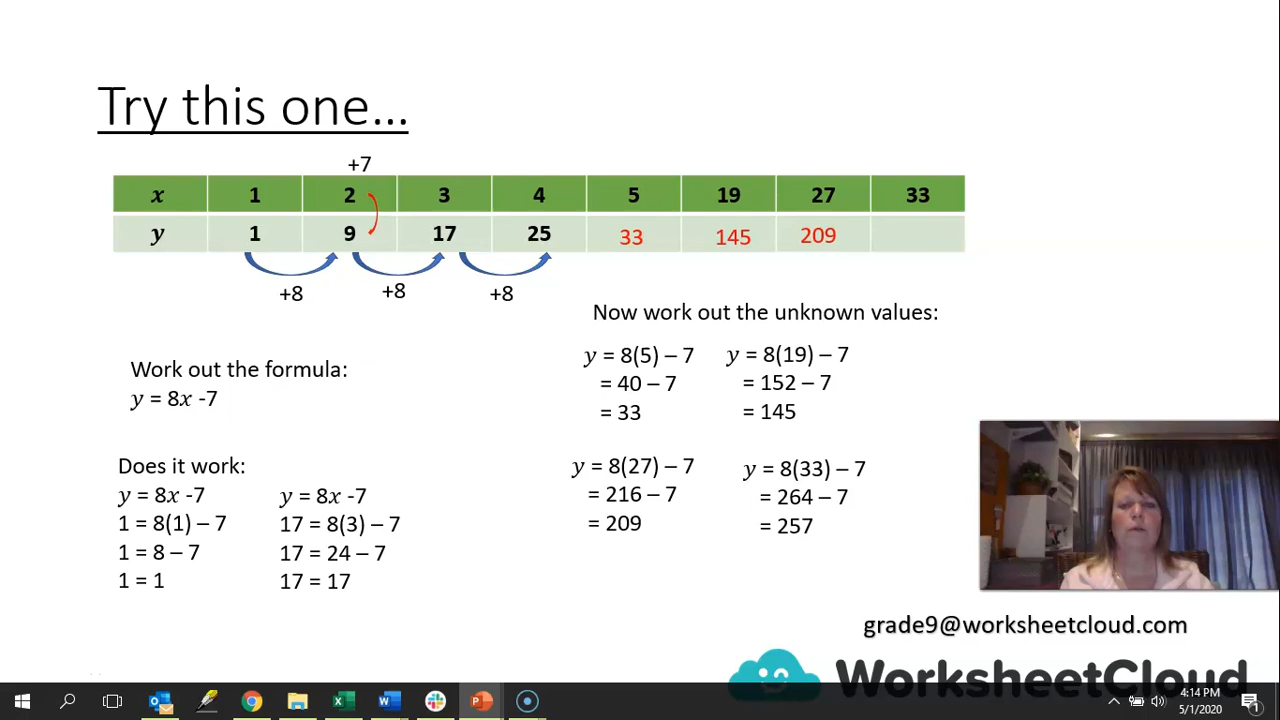 Try this one...
+7
x 1 2 3 4 5 19 27 33
y 1 9 17 25 33 145 209
+8 +8 +8
Now work out the unknown values:
y = 8(5) – 7
= 40 – 7
= 33
y = 8(19) – 7
= 152 – 7
= 145
Work out the formula:
y = 8x -7
Does it work:
y = 8x -7
1 = 8(1) – 7
1 = 8 – 7
1 = 1
y = 8x -7
17 = 8(3) – 7
17 = 24 – 7
17 = 17
y = 8(27) – 7
= 216 – 7
= 209
y = 8(33) – 7
= 264 – 7
= 257
grade9@worksheetcloud.com
WorksheetCloud
4:14 PM
5/1/2020